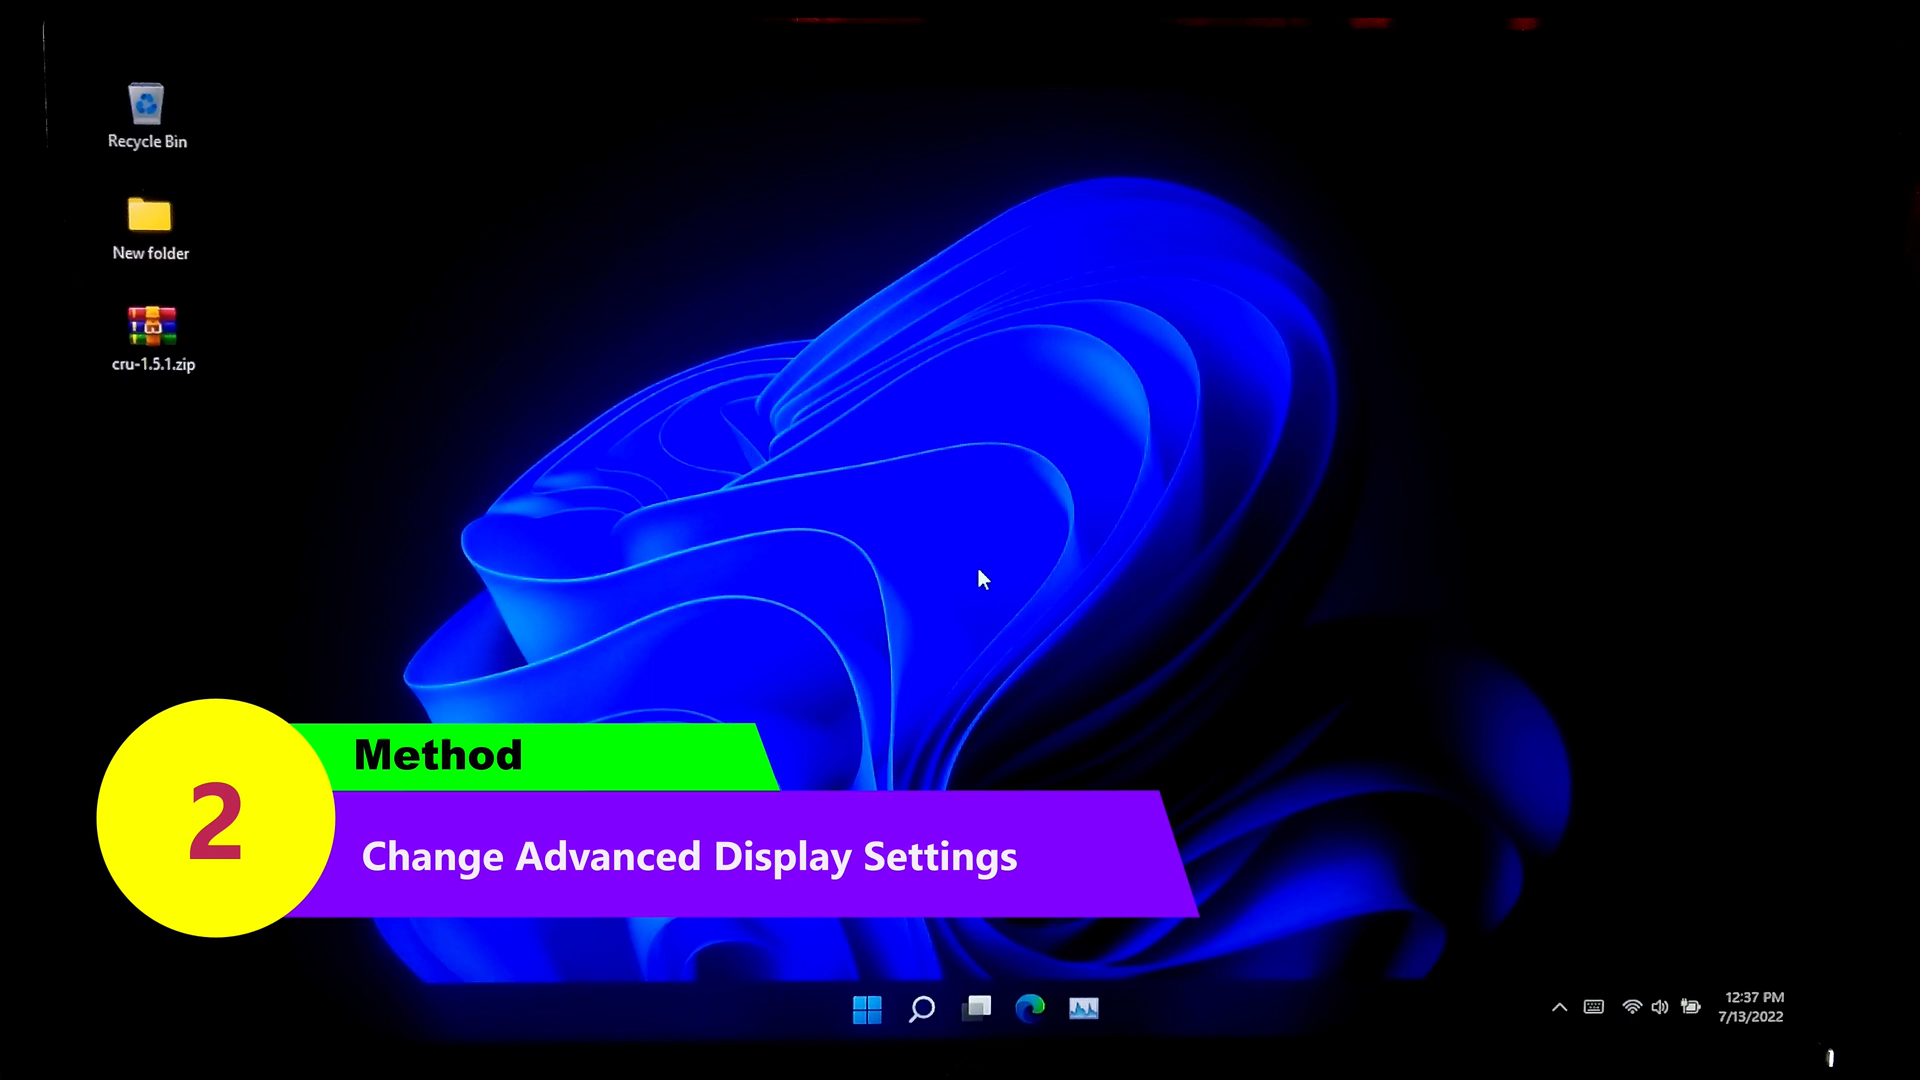 Recycle Bin
New folder
cru-1.5.1.zip
Method
2
Change Advanced Display Settings
12:37 PM
7/13/2022